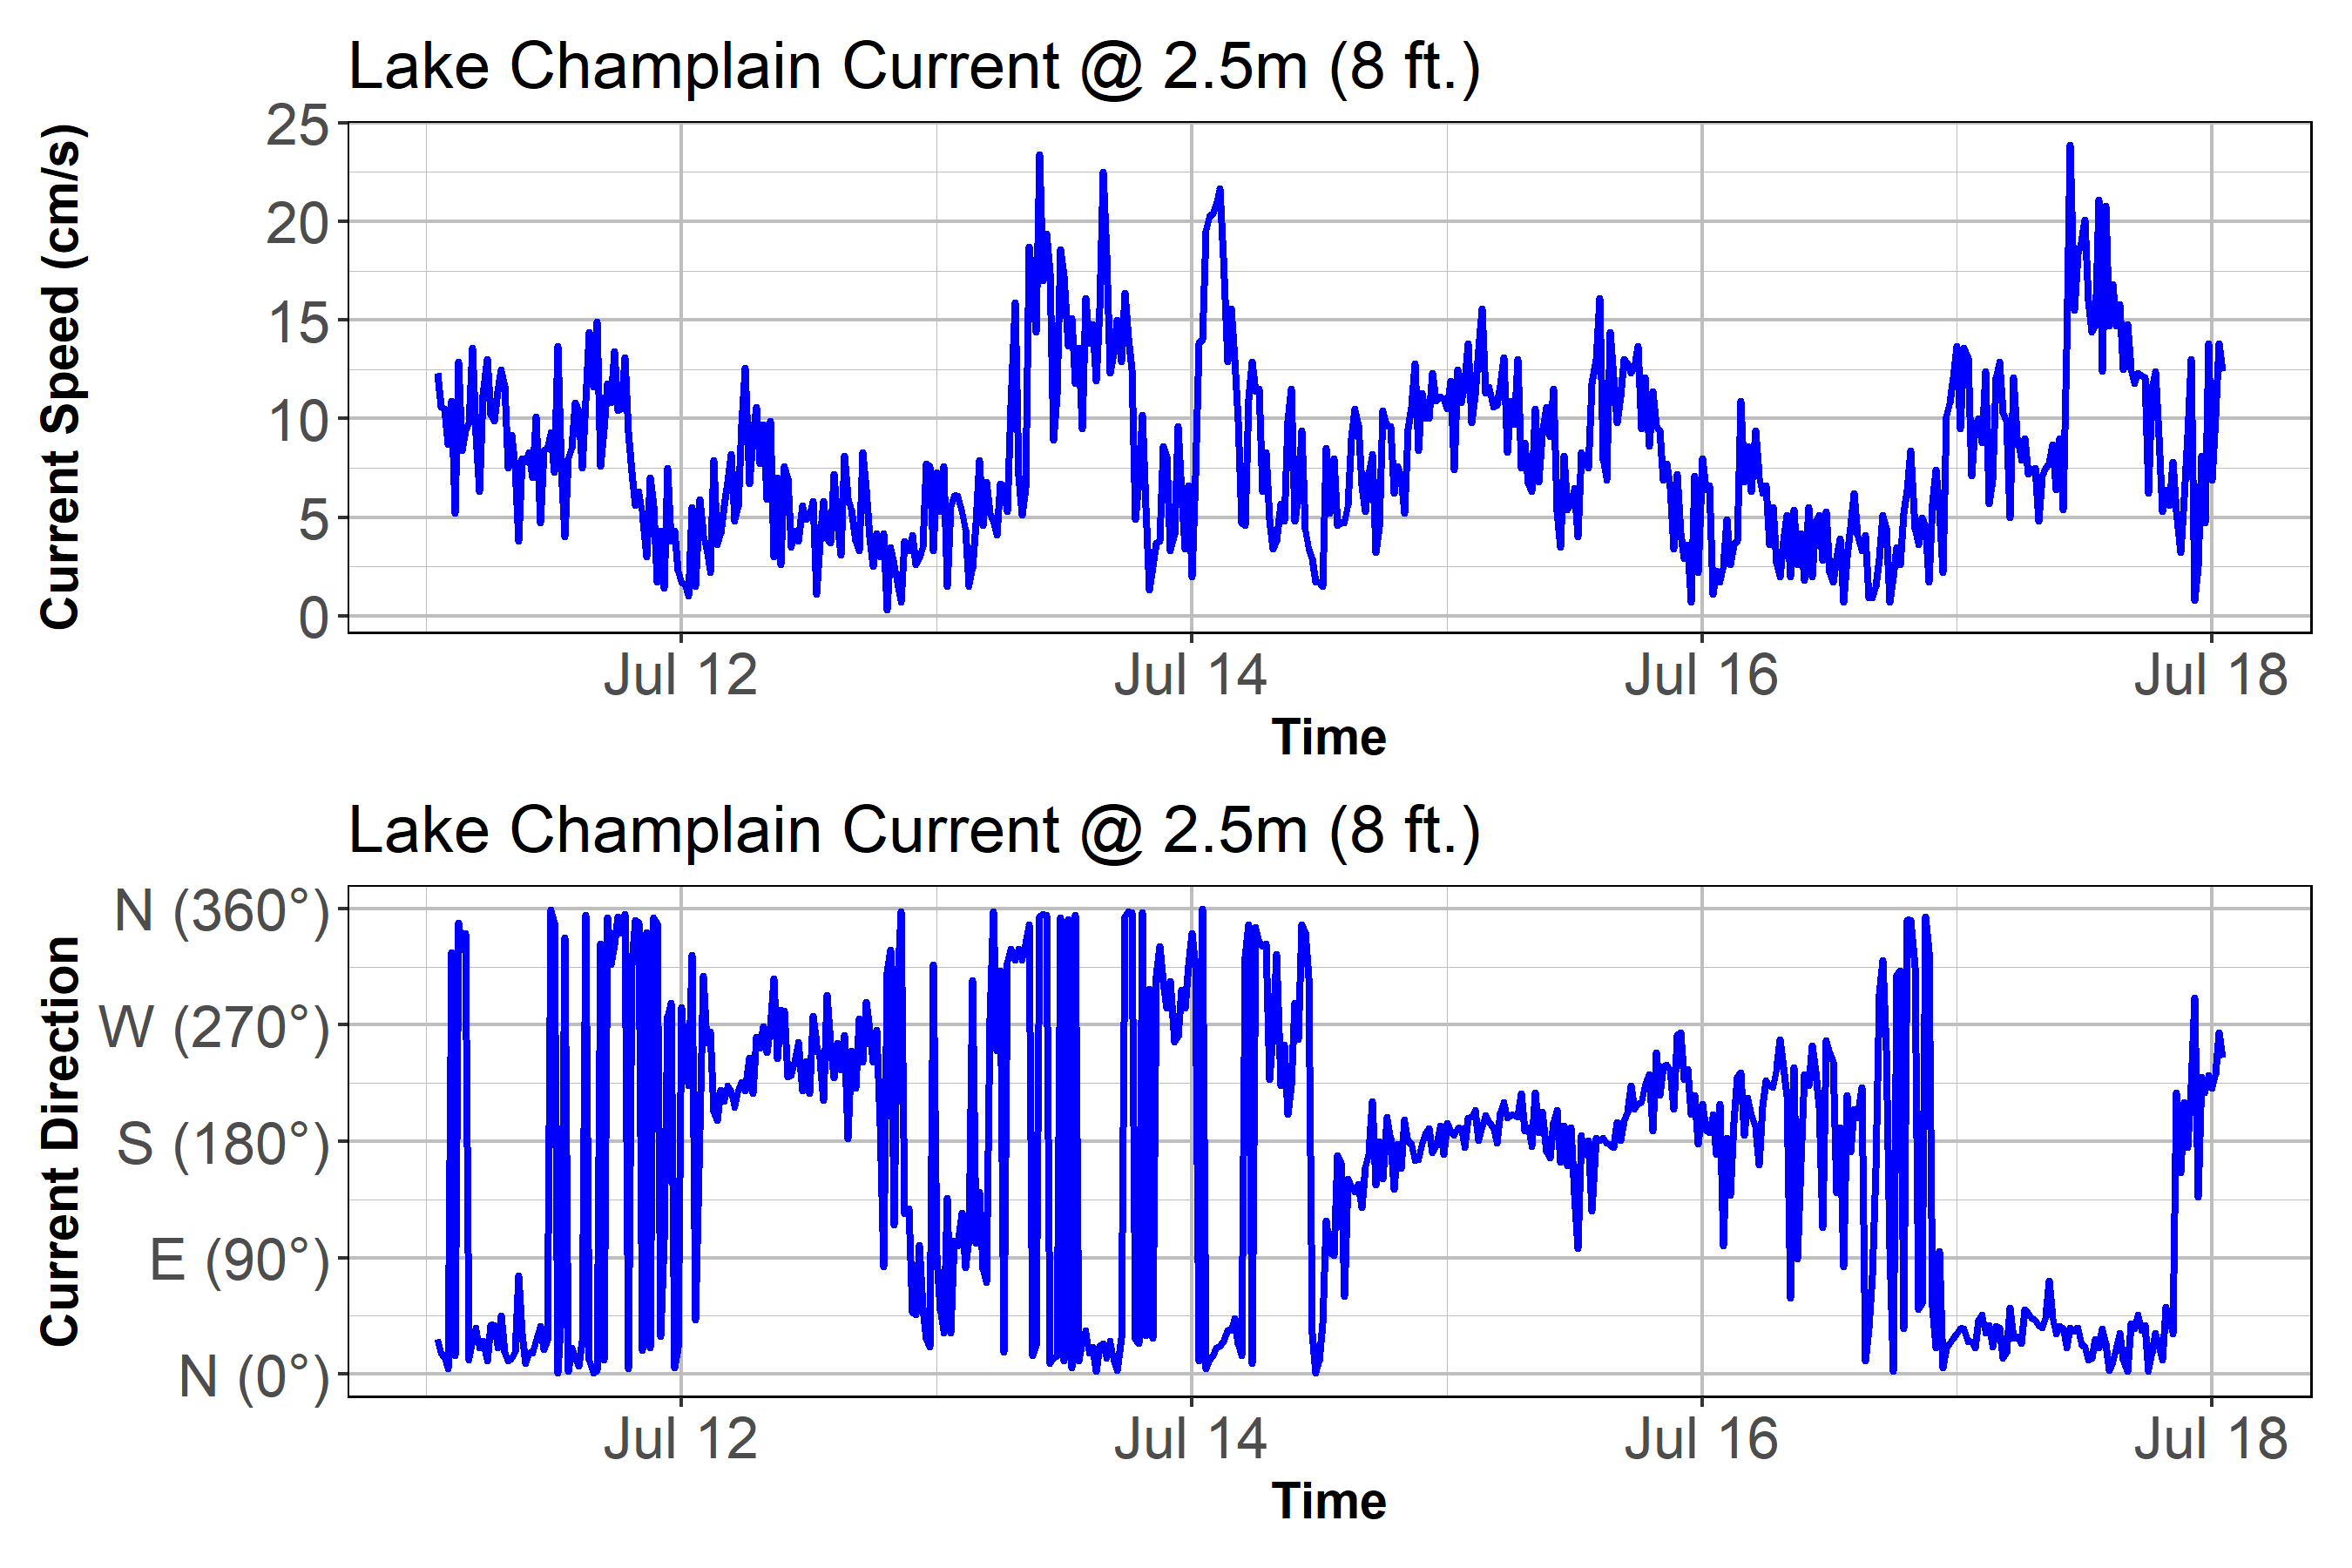 Lake Champlain Current @ 2.5m (8 ft.)
Current Speed (cm/s)
25
20
15
10
5
0
Jul 12 Jul 14 Jul 16 Jul 18
Time
Lake Champlain Current @ 2.5m (8 ft.)
Current Direction
N (360°)
W (270°)
S (180°)
E (90°)
N (0°)
Jul 12 Jul 14 Jul 16 Jul 18
Time